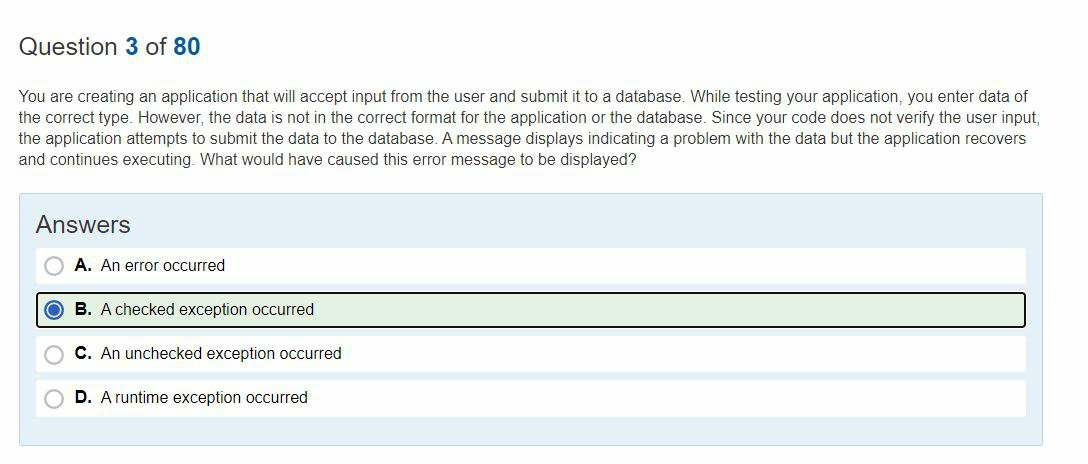 Question 3 of 80
You are creating an application that will accept input from the user and submit it to a database. While testing your application, you enter data of
the correct type. However, the data is not in the correct format for the application or the database. Since your code does not verify the user input,
the application attempts to submit the data to the database. A message displays indicating a problem with the data but the application recovers
and continues executing. What would have caused this error message to be displayed?
Answers
A. An error occurred
B. A checked exception occurred
C. An unchecked exception occurred
D. A runtime exception occurred